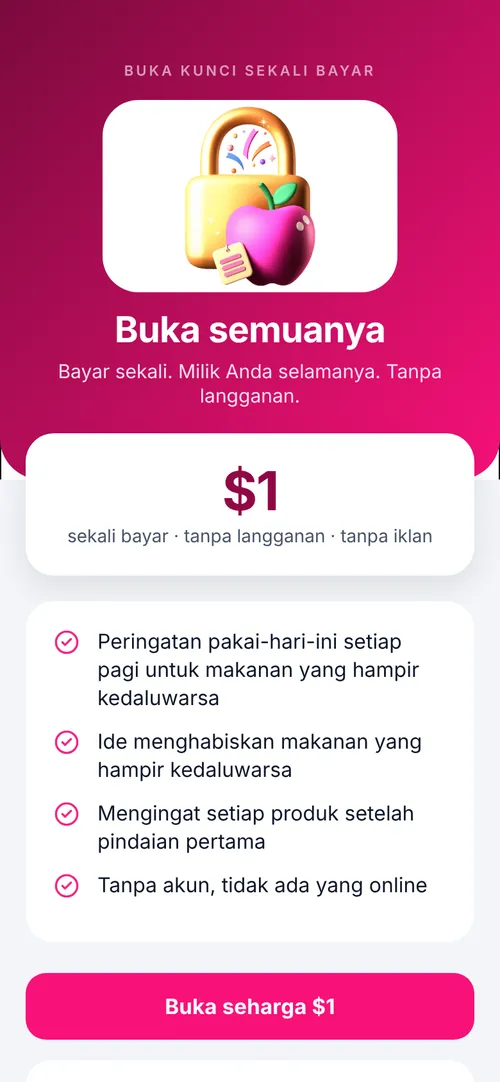 BUKA KUNCI SEKALI BAYAR
Buka semuanya
Bayar sekali. Milik Anda selamanya. Tanpa
langganan.
$1
sekali bayar · tanpa langganan · tanpa iklan
Peringatan pakai-hari-ini setiap
pagi untuk makanan yang hampir
kedaluwarsa
Ide menghabiskan makanan yang
hampir kedaluwarsa
Mengingat setiap produk setelah
pindaian pertama
Tanpa akun, tidak ada yang online
Buka seharga $1